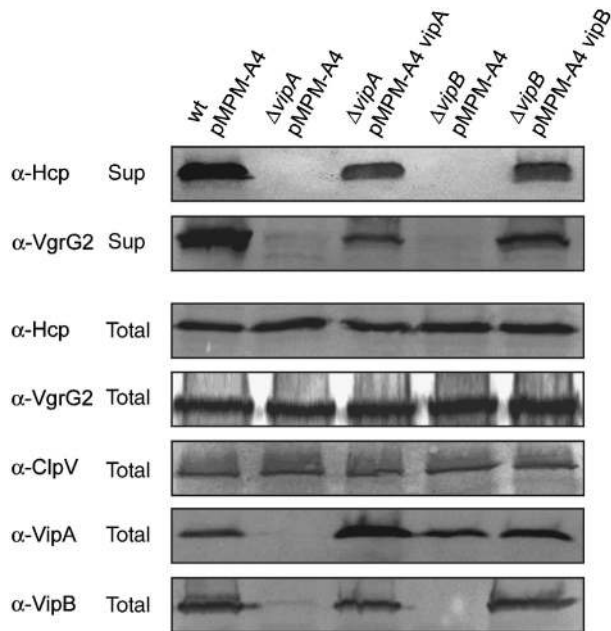 wt
pMPM-A4
ΔvipA
pMPM-A4
ΔvipA
pMPM-A4 vipA
ΔvipB
pMPM-A4
ΔvipB
pMPM-A4 vipB
α-Hcp Sup
α-VgrG2 Sup
α-Hcp Total
α-VgrG2 Total
α-ClpV Total
α-VipA Total
α-VipB Total